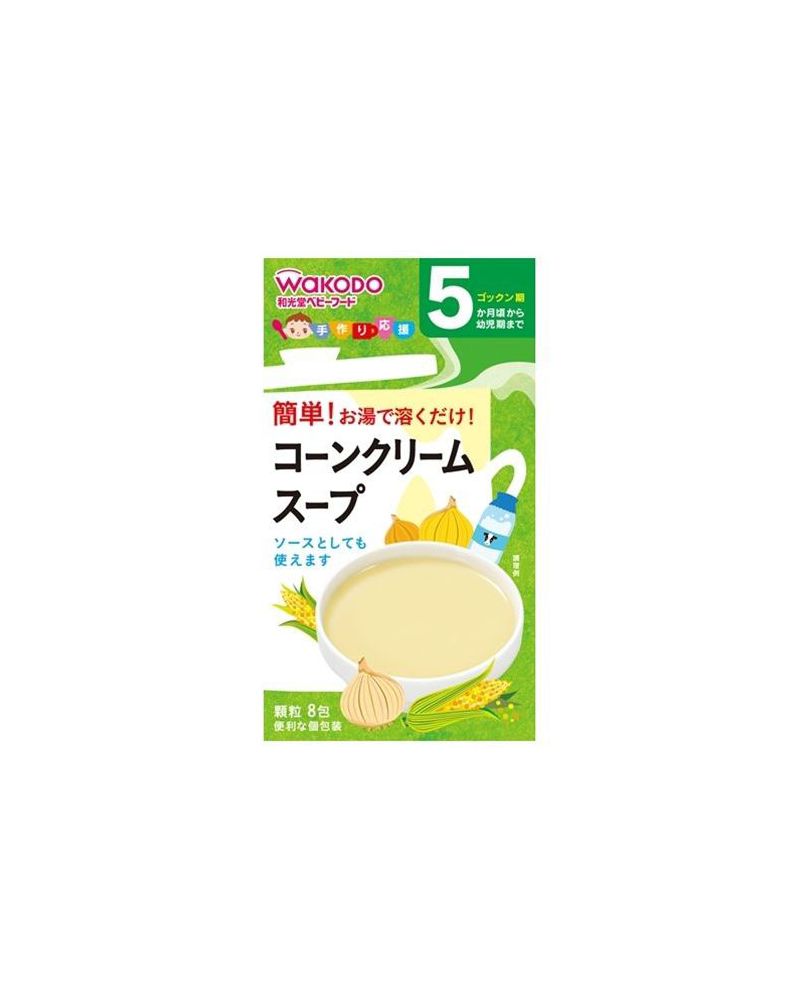 WAKODO
和光堂ベビーフード
手作り応援
5
ゴックン期
か月頃から
幼児期まで
簡単！お湯で溶くだけ！
コーンクリーム
スープ
ソースとしても
使えます
調理例
顆粒 8包
便利な個包装